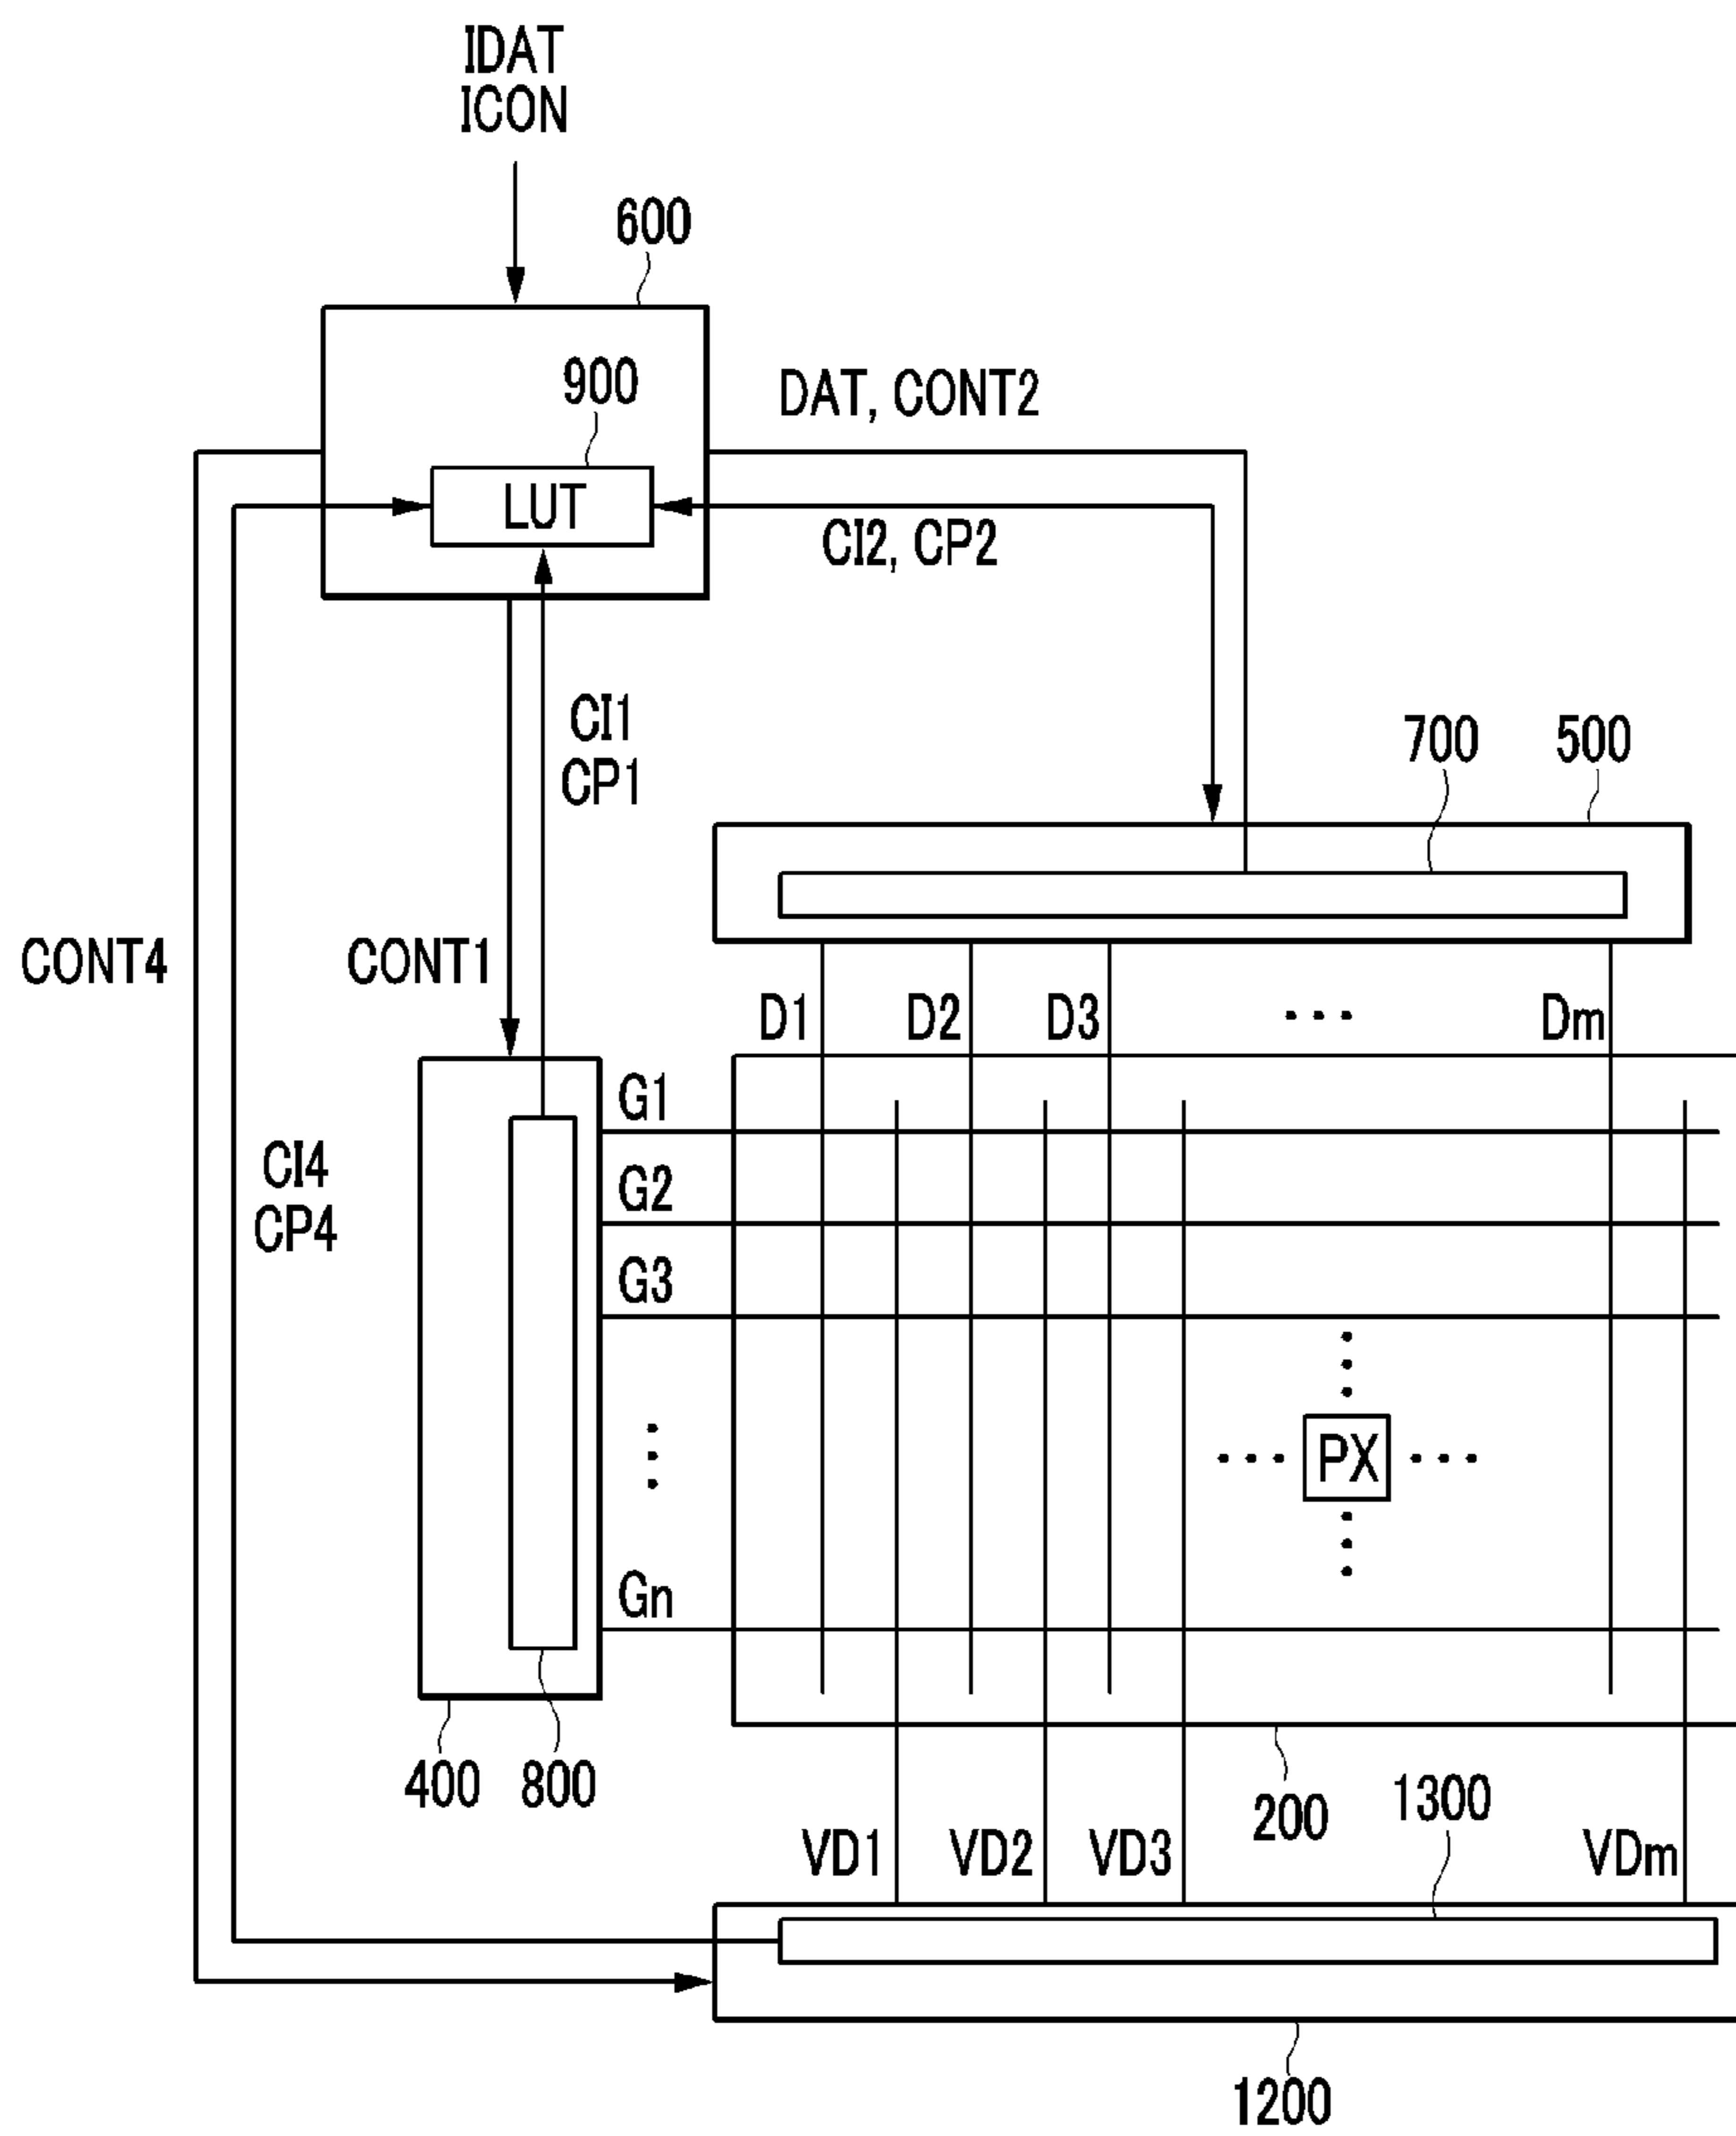 IDAT
ICON
600
900
DAT, CONT2
LUT
CI2, CP2
CI1
CP1
700
500
CONT4
CONT1
D1
D2
D3
...
Dm
G1
CI4
CP4
G2
G3
... PX ...
Gn
400
800
200
1300
VD1
VD2
VD3
VDm
1200